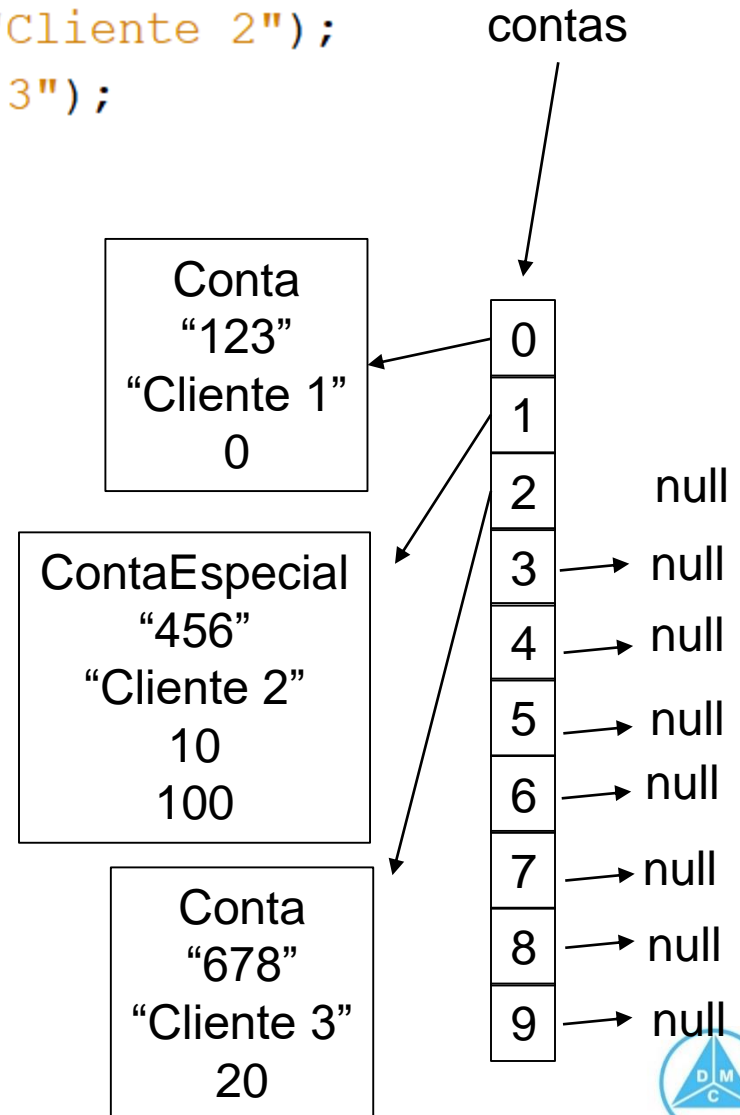 Cliente 2");
3");
contas
Conta
“123”
“Cliente 1”
0
ContaEspecial
“456”
“Cliente 2”
10
100
Conta
“678”
“Cliente 3”
20
0
1
2 null
3 null
4 null
5 null
6 null
7 null
8 null
9 null
D M
C